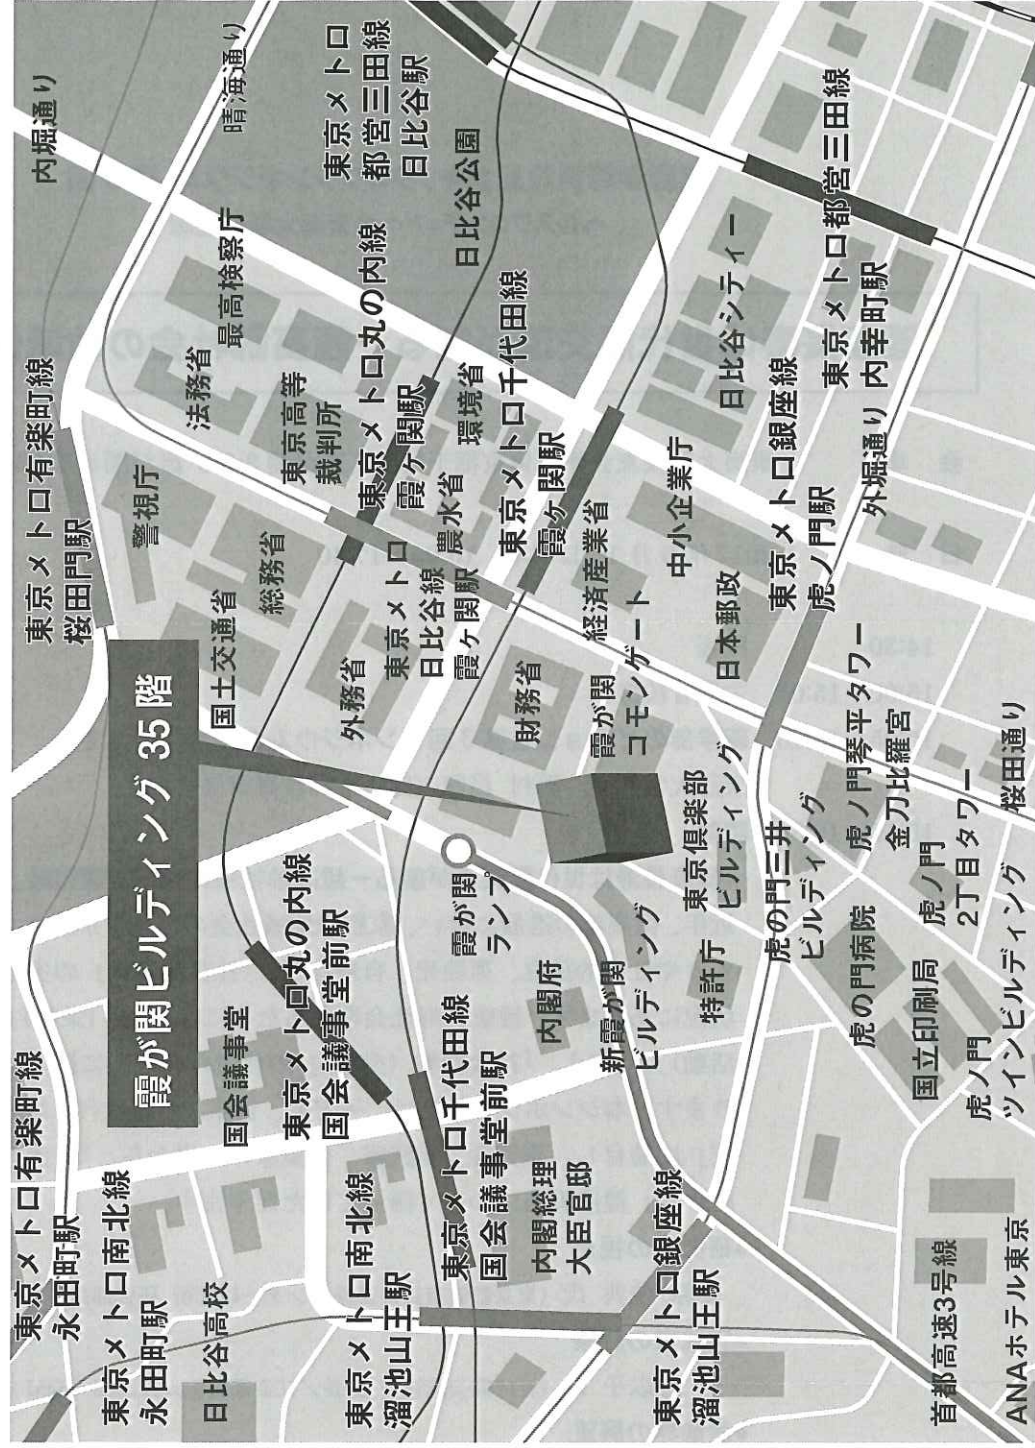 東京メトロ有楽町線
永田町駅
東京メトロ南北線
永田町駅
日比谷高校
東京メトロ南北線
溜池山王駅
東京メトロ千代田線
国会議事堂前駅
内閣総理
大臣官邸
東京メトロ銀座線
溜池山王駅
首都高速3号線
ANAホテル東京
霞が関ビルディング 35 階
国会議事堂
東京メトロ丸の内線
国会議事堂前駅
霞が関
ランプ
内閣府
新霞が関
ビルディング
特許庁
東京倶楽部
ビルディング
虎の門三井
ビルディング
虎の門病院
国立印刷局
虎ノ門
2丁目タワー
虎ノ門
ツインビルディング
東京メトロ有楽町線
桜田門駅
警視庁
国土交通省
総務省
外務省
東京メトロ
日比谷線
霞ヶ関駅
財務省
霞が関
コモンゲート
虎ノ門琴平タワー
金刀比羅宮
桜田通り
内堀通り
晴海通り
法務省
最高検察庁
東京高等
裁判所
東京メトロ丸の内線
霞ヶ関駅
農水省
環境省
東京メトロ千代田線
霞ヶ関駅
経済産業省
中小企業庁
日本郵政
東京メトロ銀座線
虎ノ門駅
外堀通り
東京メトロ
都営三田線
日比谷駅
日比谷公園
日比谷シティー
東京メトロ都営三田線
内幸町駅